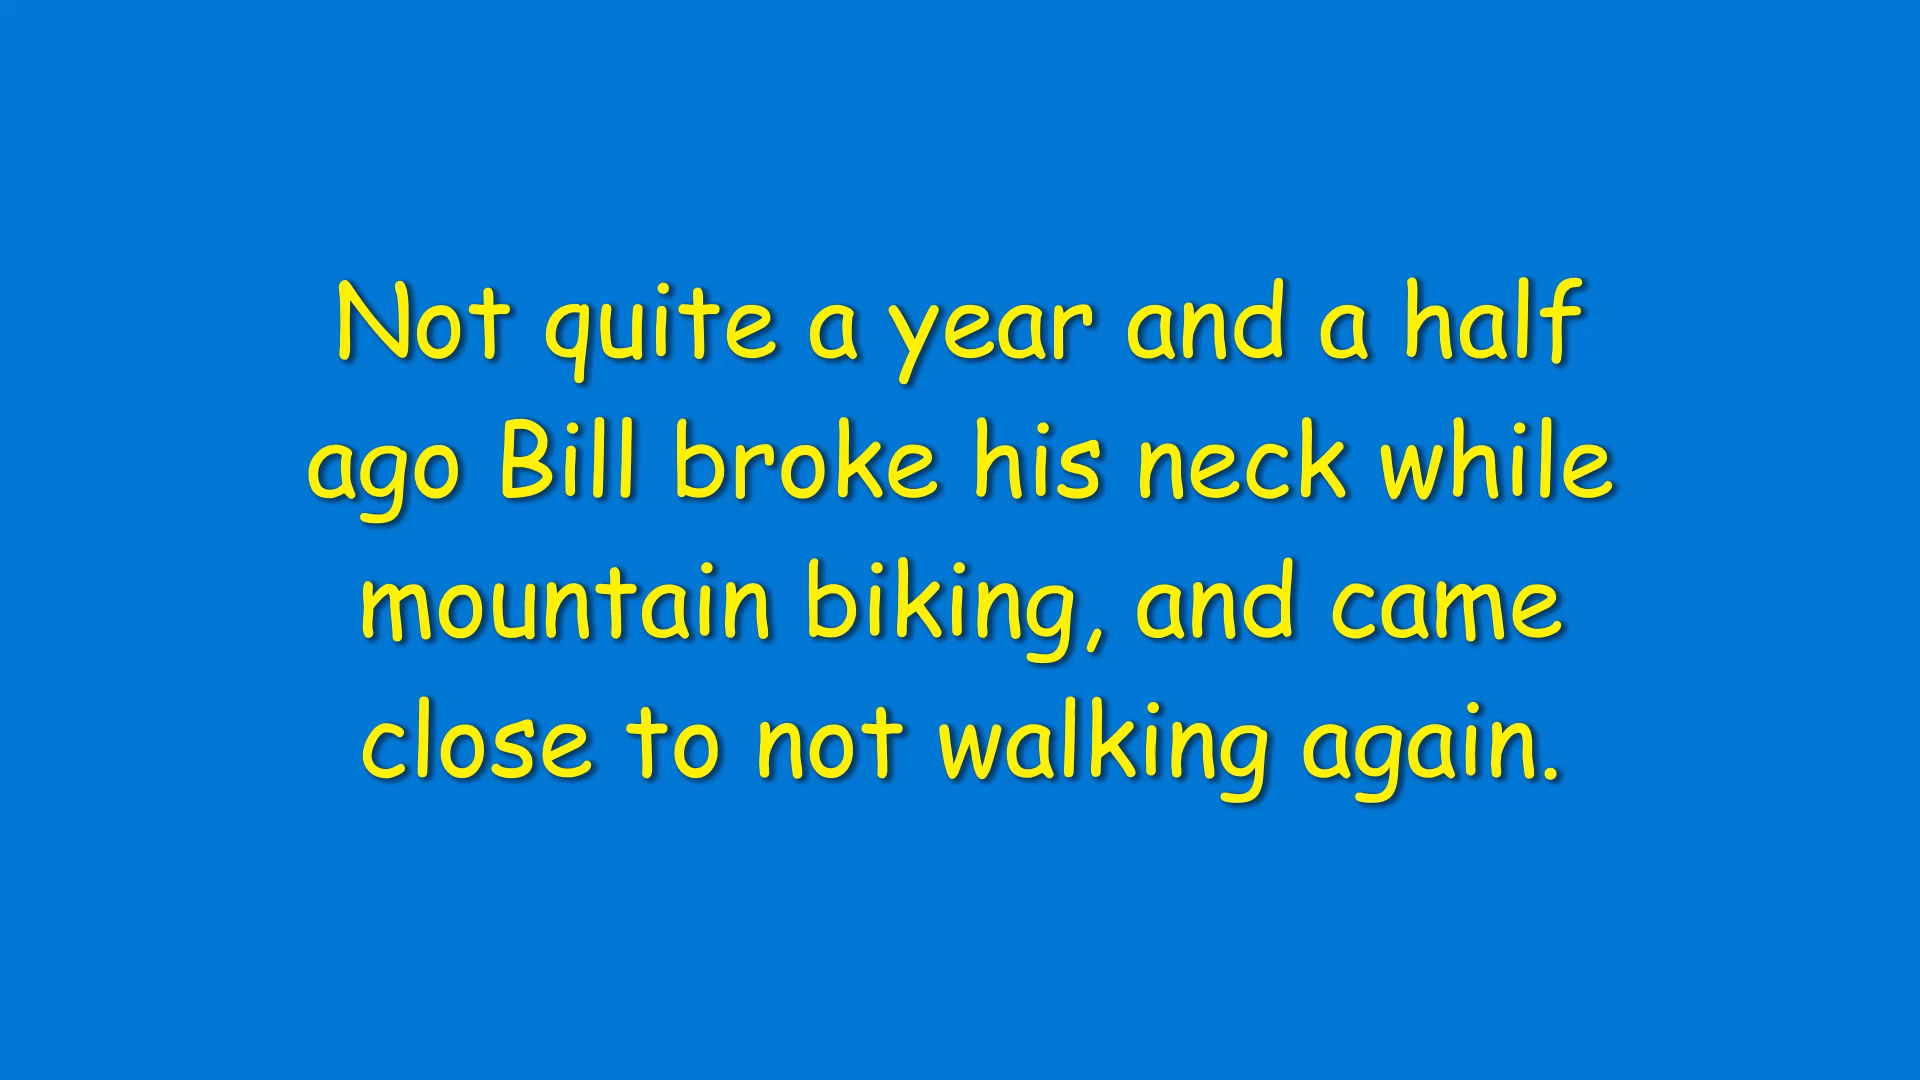 Not quite a year and a half
ago Bill broke his neck while
mountain biking, and came
close to not walking again.